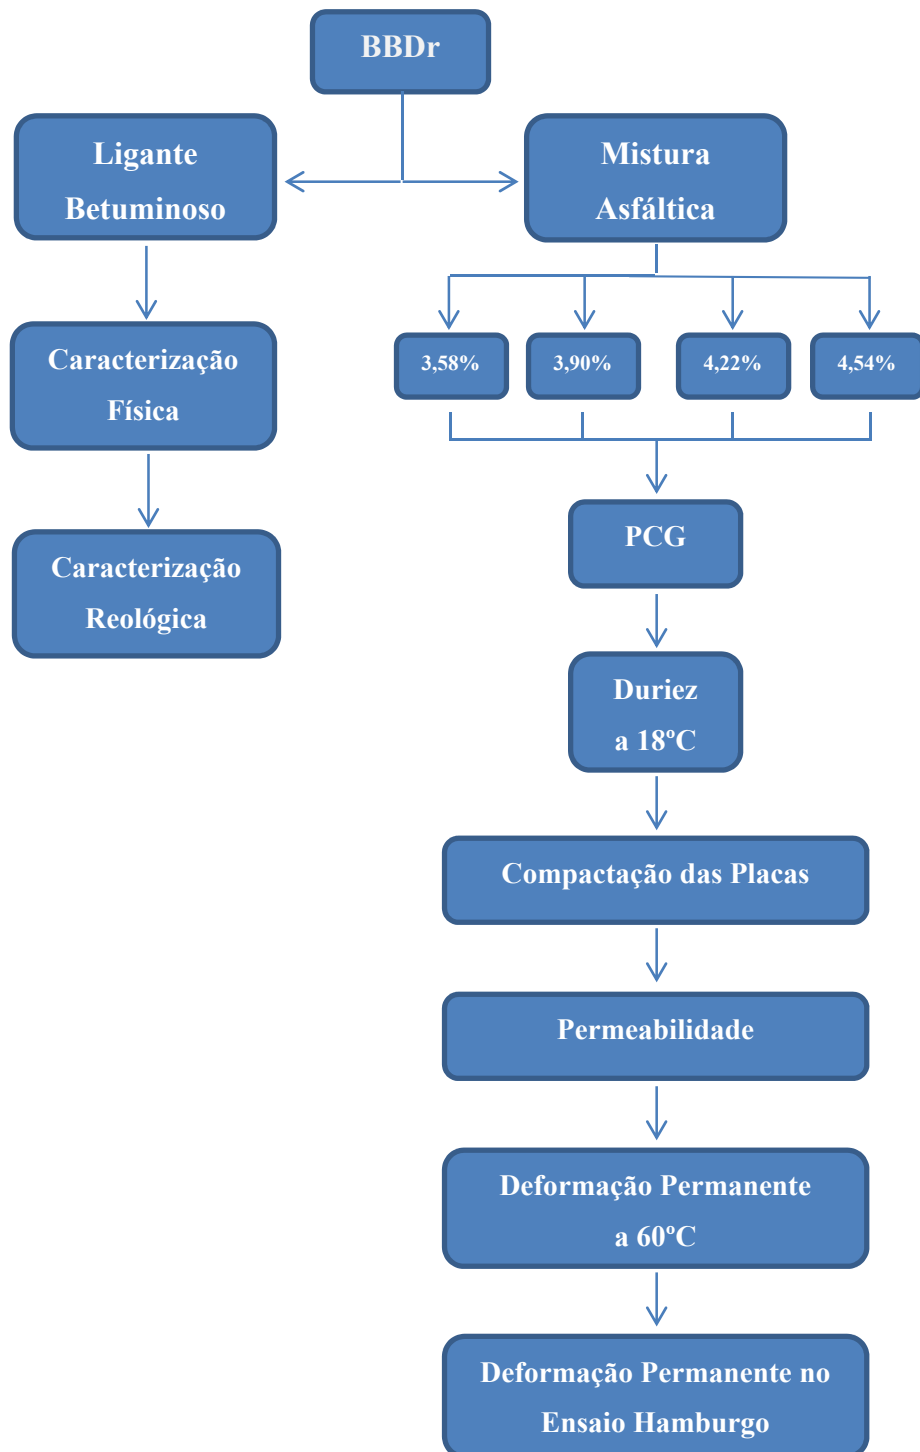 BBDr
Ligante
Betuminoso
Mistura
Asfáltica
Caracterização
Física
3,58%
3,90%
4,22%
4,54%
Caracterização
Reológica
PCG
Duriez
a 18ºC
Compactação das Placas
Permeabilidade
Deformação Permanente
a 60ºC
Deformação Permanente no
Ensaio Hamburgo